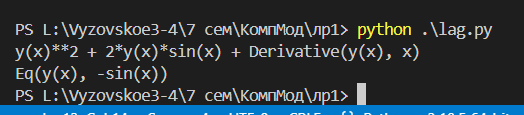 PS L:\Vyzovskoe3-4\7 сем\КомпМод\лр1> python .\lag.py
y(x)**2 + 2*y(x)*sin(x) + Derivative(y(x), x)
Eq(y(x), -sin(x))
PS L:\Vyzovskoe3-4\7 сем\КомпМод\лр1>